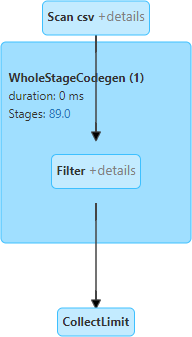 Scan csv +details
WholeStageCodegen (1)
duration: 0 ms
Stages: 89.0
Filter +details
CollectLimit